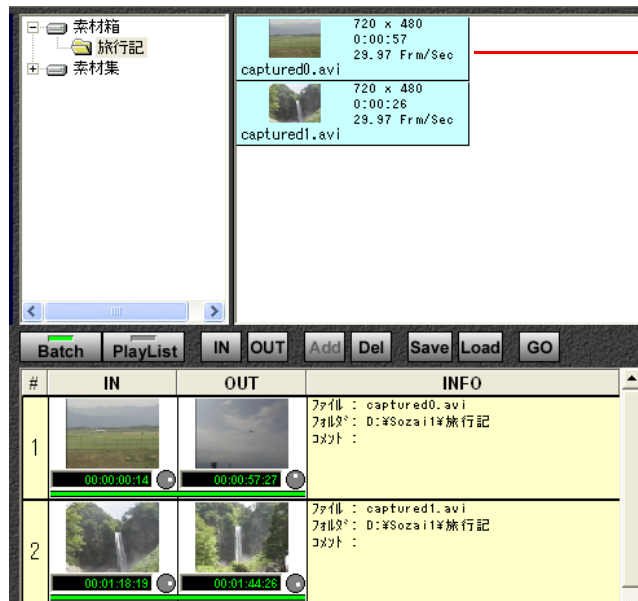 素材箱
旅行記
素材集
720 x 480
0:00:57
29.97 Frm/Sec
captured0.avi
720 x 480
0:00:26
29.97 Frm/Sec
captured1.avi
Batch PlayList IN OUT Add Del Save Load GO
# IN OUT INFO
1
00:00:00:14 00:00:57:27
ﾌｧｲﾙ : captured0.avi
ﾌｫﾙﾀﾞ: D:¥Sozai1¥旅行記
ｺﾒﾝﾄ :
2
00:01:18:19 00:01:44:26
ﾌｧｲﾙ : captured1.avi
ﾌｫﾙﾀﾞ: D:¥Sozai1¥旅行記
ｺﾒﾝﾄ :